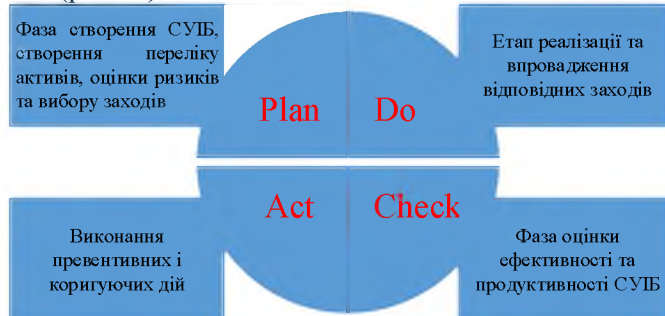 Фаза створення СУІБ,
створення переліку
активів, оцінки ризиків
та вибору заходів
Етап реалізації та
впровадження
відповідних заходів
Plan
Do
Act
Check
Виконання
превентивних і
коригуючих дій
Фаза оцінки
ефективності та
продуктивності СУІБ